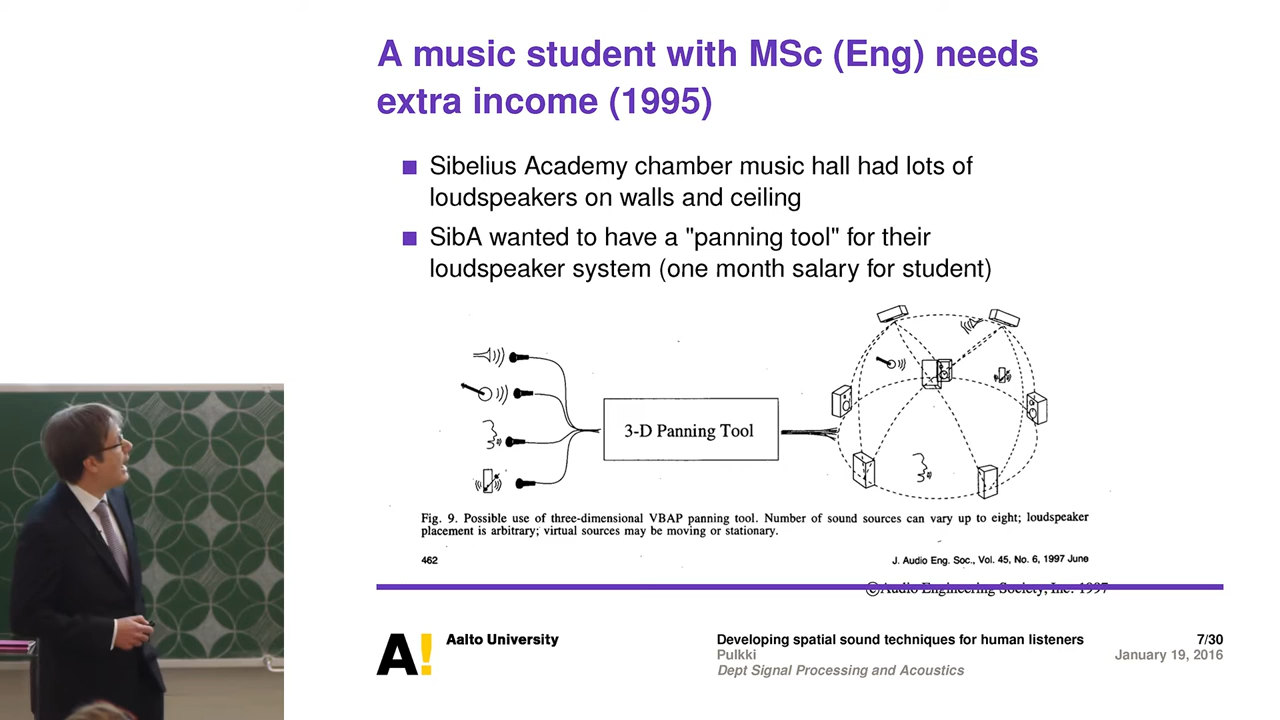 A music student with MSc (Eng) needs
extra income (1995)
Sibelius Academy chamber music hall had lots of
loudspeakers on walls and ceiling
SibA wanted to have a "panning tool" for their
loudspeaker system (one month salary for student)
3-D Panning Tool
Fig. 9. Possible use of three-dimensional VBAP panning tool. Number of sound sources can vary up to eight; loudspeaker
placement is arbitrary; virtual sources may be moving or stationary.
462
J. Audio Eng. Soc., Vol. 45, No. 6, 1997 June
©Audio Engineering Society, Inc. 1997
A!
Aalto University
Developing spatial sound techniques for human listeners
7/30
Pulkki
January 19, 2016
Dept Signal Processing and Acoustics